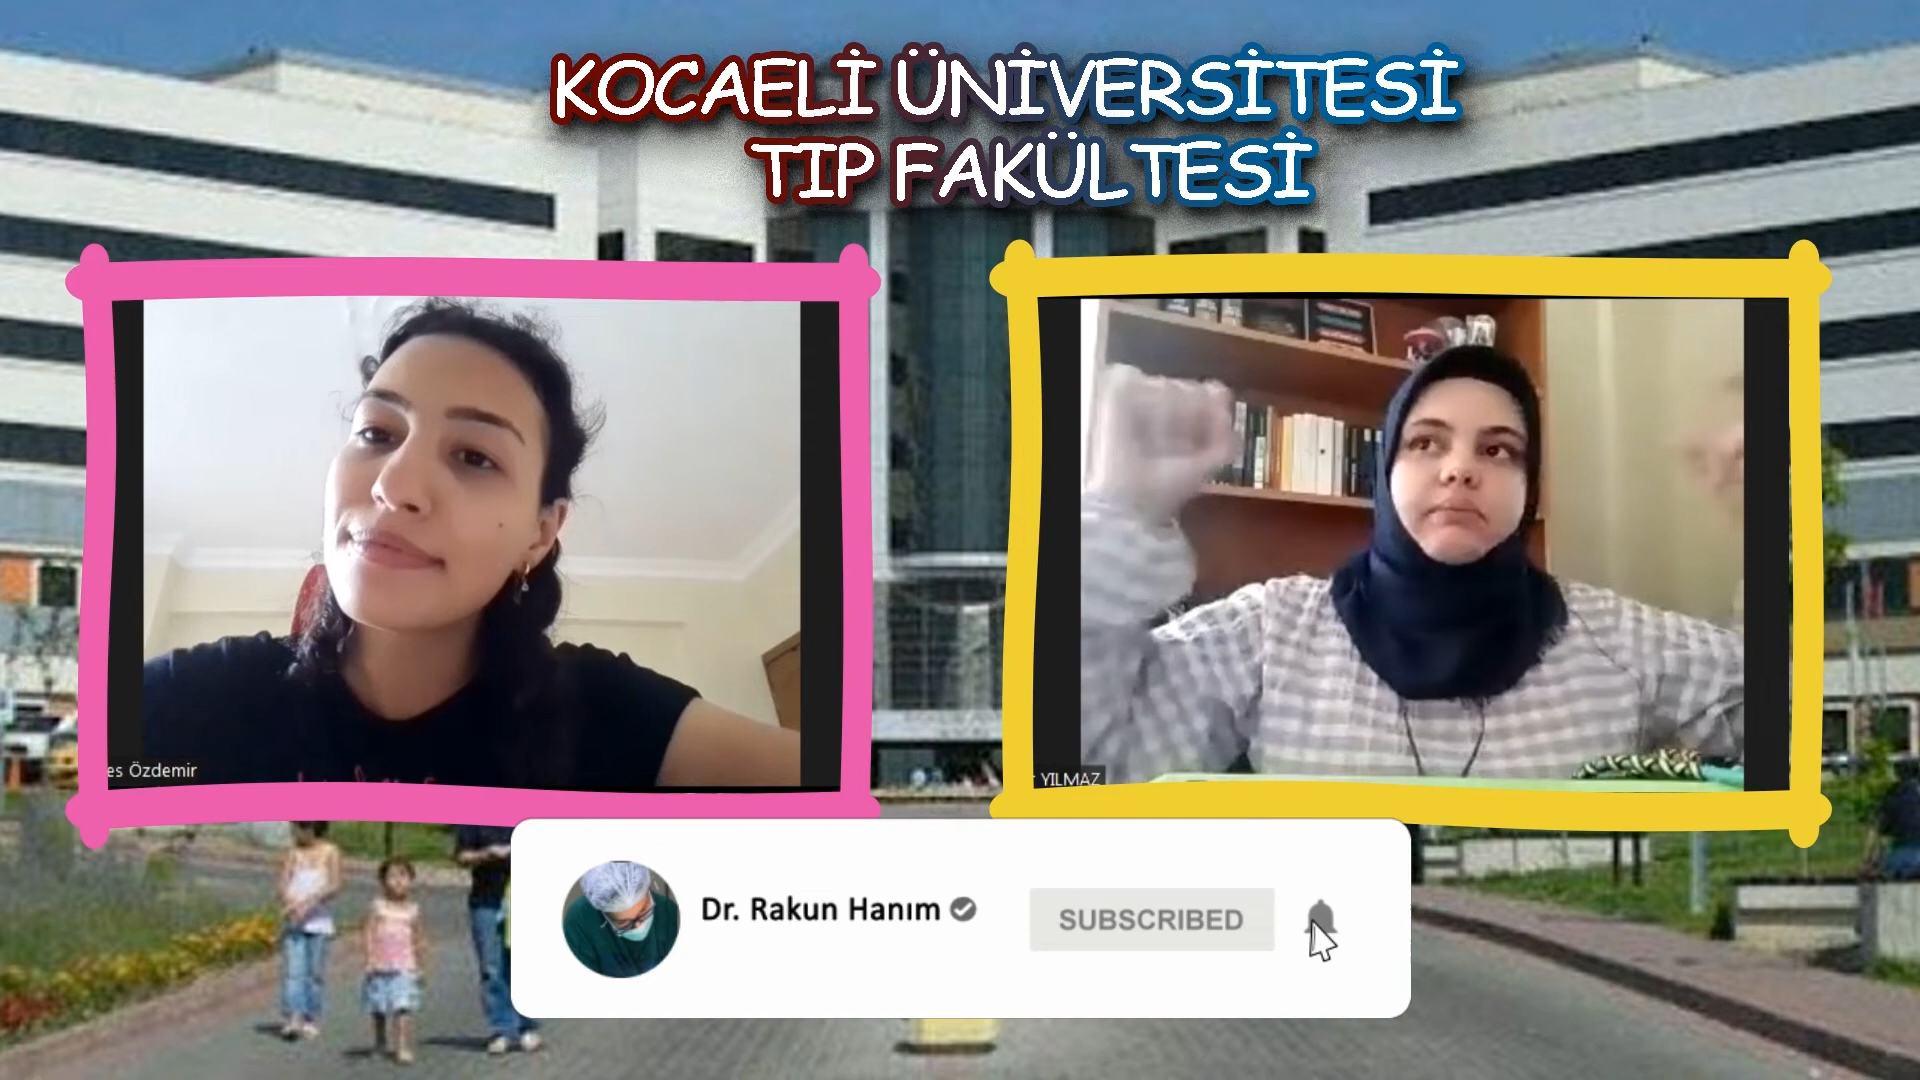 KOCAELİ ÜNİVERSİTESİ
TIP FAKÜLTESİ
es Özdemir
YILMAZ
Dr. Rakun Hanım
SUBSCRIBED